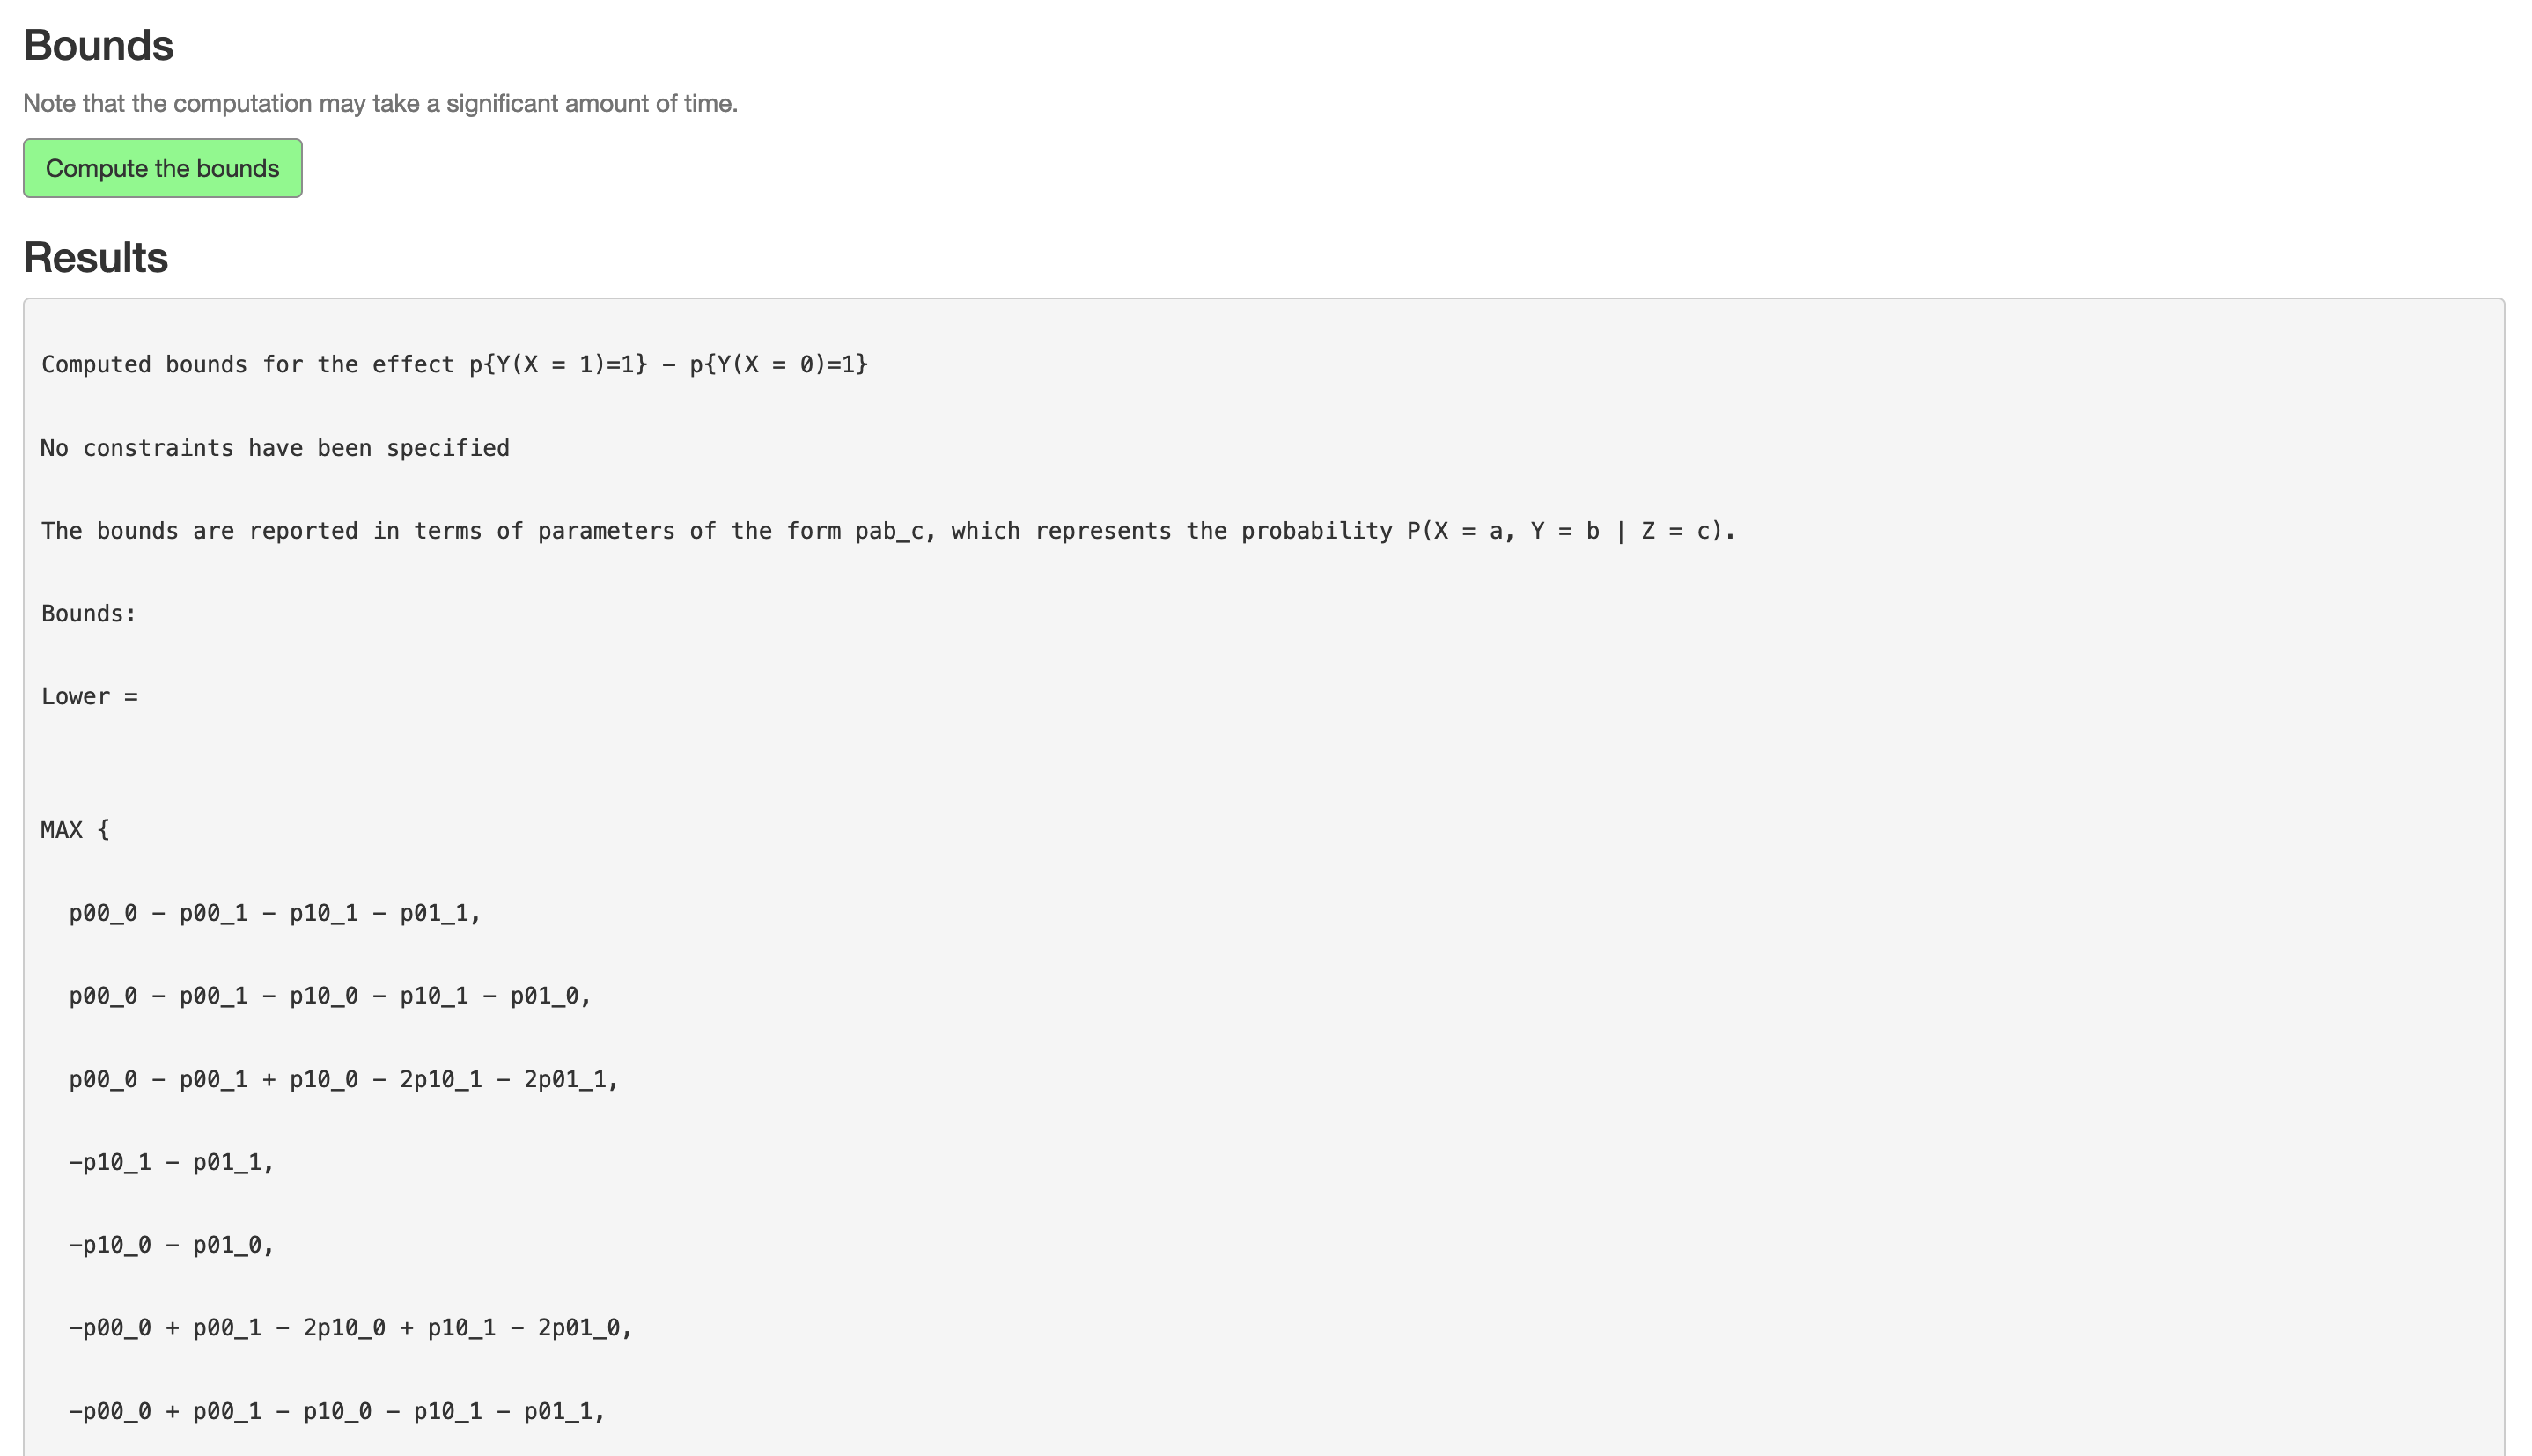 Bounds
Note that the computation may take a significant amount of time.
Compute the bounds
Results
Computed bounds for the effect p{Y(X = 1)=1} - p{Y(X = 0)=1}
No constraints have been specified
The bounds are reported in terms of parameters of the form pab_c, which represents the probability P(X = a, Y = b | Z = c).
Bounds:
Lower =
MAX {
p00_0 - p00_1 - p10_1 - p01_1,
p00_0 - p00_1 - p10_0 - p10_1 - p01_0,
p00_0 - p00_1 + p10_0 - 2p10_1 - 2p01_1,
-p10_1 - p01_1,
-p10_0 - p01_0,
-p00_0 + p00_1 - 2p10_0 + p10_1 - 2p01_0,
-p00_0 + p00_1 - p10_0 - p10_1 - p01_1,